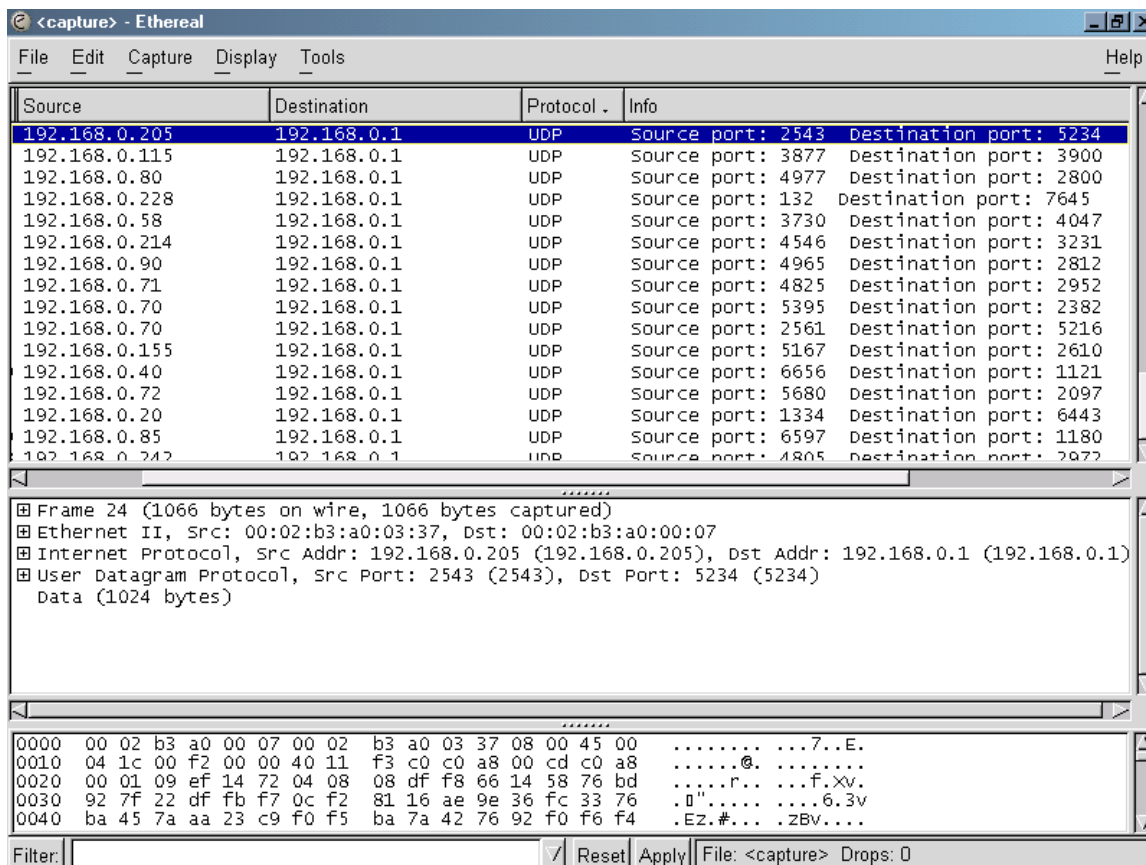 <capture> - Ethereal
File Edit Capture Display Tools Help
Source Destination Protocol Info
192.168.0.205 192.168.0.1 UDP Source port: 2543 Destination port: 5234
192.168.0.115 192.168.0.1 UDP Source port: 3877 Destination port: 3900
192.168.0.80 192.168.0.1 UDP Source port: 4977 Destination port: 2800
192.168.0.228 192.168.0.1 UDP Source port: 132 Destination port: 7645
192.168.0.58 192.168.0.1 UDP Source port: 3730 Destination port: 4047
192.168.0.214 192.168.0.1 UDP Source port: 4546 Destination port: 3231
192.168.0.90 192.168.0.1 UDP Source port: 4965 Destination port: 2812
192.168.0.71 192.168.0.1 UDP Source port: 4825 Destination port: 2952
192.168.0.70 192.168.0.1 UDP Source port: 5395 Destination port: 2382
192.168.0.70 192.168.0.1 UDP Source port: 2561 Destination port: 5216
192.168.0.155 192.168.0.1 UDP Source port: 5167 Destination port: 2610
192.168.0.40 192.168.0.1 UDP Source port: 6656 Destination port: 1121
192.168.0.72 192.168.0.1 UDP Source port: 5680 Destination port: 2097
192.168.0.20 192.168.0.1 UDP Source port: 1334 Destination port: 6443
192.168.0.85 192.168.0.1 UDP Source port: 6597 Destination port: 1180
192.168.0.242 192.168.0.1 UDP Source port: 4805 Destination port: 2972
Frame 24 (1066 bytes on wire, 1066 bytes captured)
Ethernet II, Src: 00:02:b3:a0:03:37, Dst: 00:02:b3:a0:00:07
Internet Protocol, Src Addr: 192.168.0.205 (192.168.0.205), Dst Addr: 192.168.0.1 (192.168.0.1)
User Datagram Protocol, Src Port: 2543 (2543), Dst Port: 5234 (5234)
Data (1024 bytes)
0000 00 02 b3 a0 00 07 00 02 b3 a0 03 37 08 00 45 00 ........ ...7..E.
0010 04 1c 00 f2 00 00 40 11 f3 c0 c0 a8 00 cd c0 a8 ......@. ........
0020 00 01 09 ef 14 72 04 08 08 df f8 66 14 58 76 bd .....r.. ...f.Xv.
0030 92 7f 22 df fb f7 0c f2 81 16 ae 9e 36 fc 33 76 .▯"..... ....6.3v
0040 ba 45 7a aa 23 c9 f0 f5 ba 7a 42 76 92 f0 f6 f4 .Ez.#... .zBv....
Filter: Reset Apply File: <capture> Drops: 0